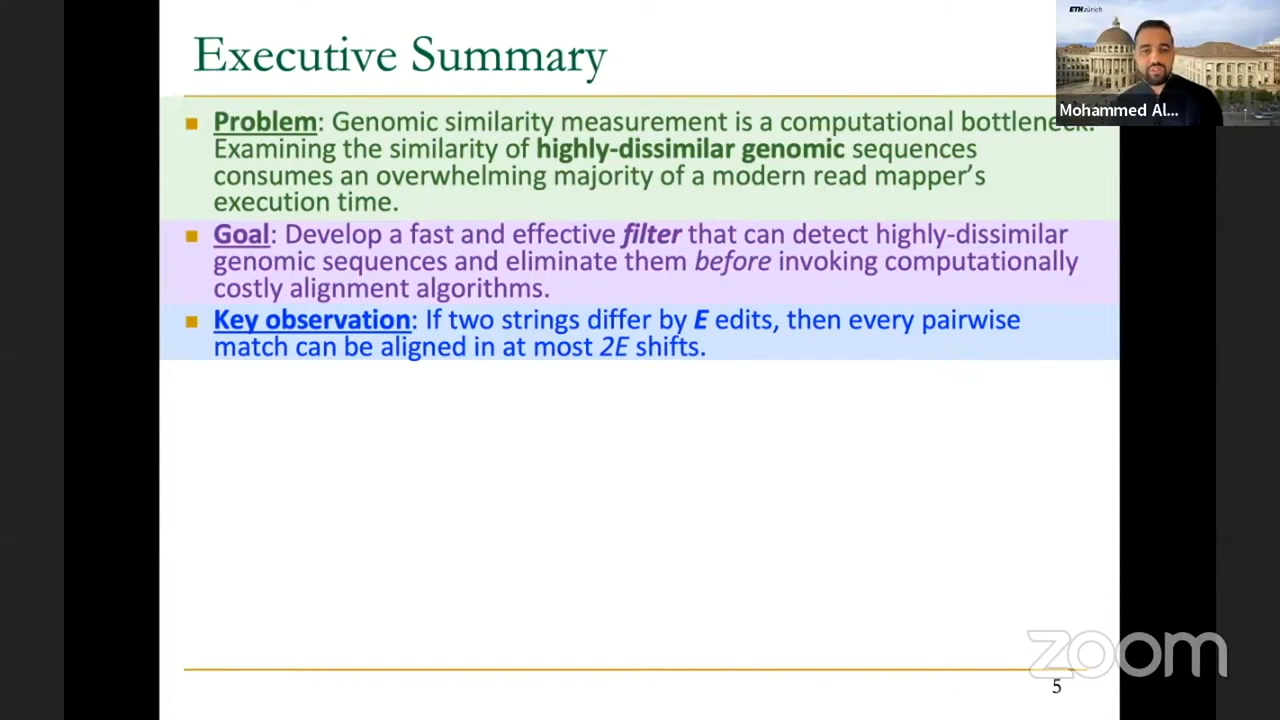 Executive Summary
ETH zürich
Mohammed Al...
Problem: Genomic similarity measurement is a computational bottleneck.
Examining the similarity of highly-dissimilar genomic sequences
consumes an overwhelming majority of a modern read mapper's
execution time.
Goal: Develop a fast and effective filter that can detect highly-dissimilar
genomic sequences and eliminate them before invoking computationally
costly alignment algorithms.
Key observation: If two strings differ by E edits, then every pairwise
match can be aligned in at most 2E shifts.
zoom
5